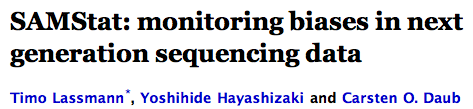 SAMStat: monitoring biases in next
generation sequencing data
Timo Lassmann*, Yoshihide Hayashizaki and Carsten O. Daub